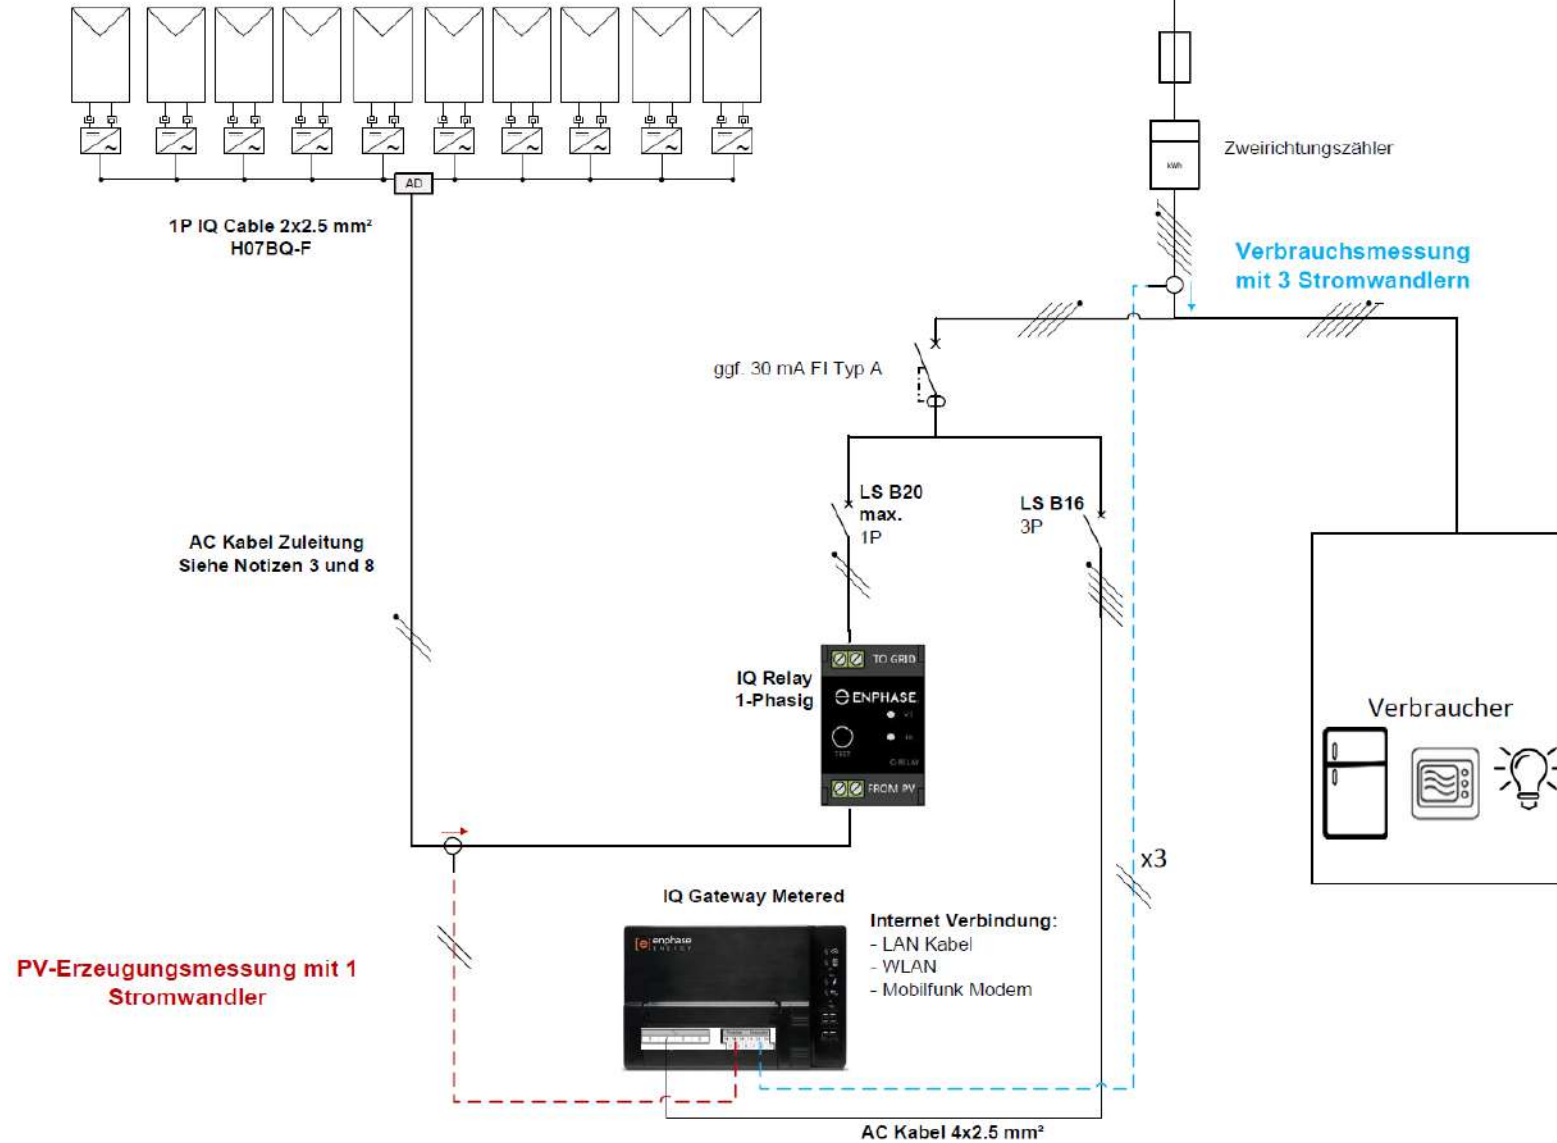 AD
1P IQ Cable 2x2.5 mm²
H07BQ-F
kWh
Zweirichtungszähler
Verbrauchsmessung
mit 3 Stromwandlern
ggf. 30 mA FI Typ A
LS B20
max.
1P
LS B16
3P
AC Kabel Zuleitung
Siehe Notizen 3 und 8
IQ Relay
1-Phasig
TO GRID
ENPHASE
TEST
FROM PV
Verbraucher
x3
IQ Gateway Metered
enphase
ENERGY
Internet Verbindung:
- LAN Kabel
- WLAN
- Mobilfunk Modem
PV-Erzeugungsmessung mit 1
Stromwandler
AC Kabel 4x2.5 mm²